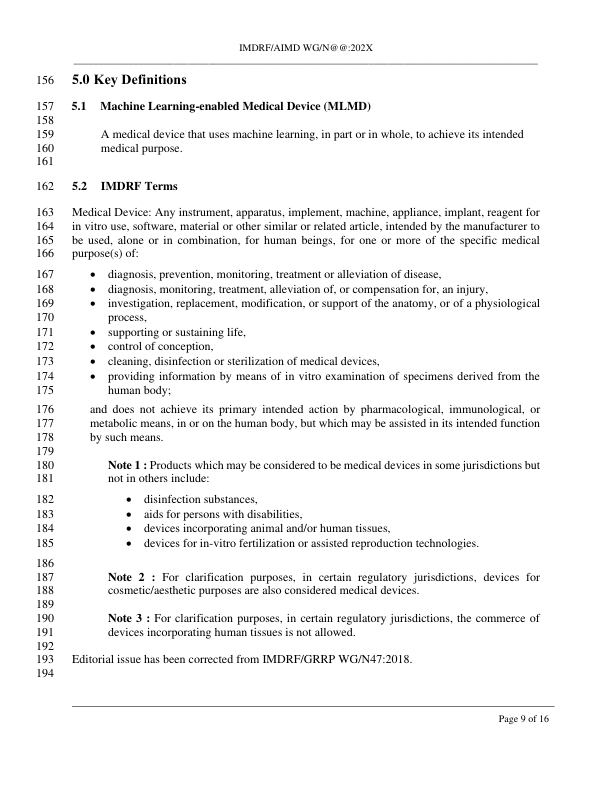 IMDRF/AIMD WG/N@@:202X
156 5.0 Key Definitions
157 5.1 Machine Learning-enabled Medical Device (MLMD)
158
159 A medical device that uses machine learning, in part or in whole, to achieve its intended
160 medical purpose.
161
162 5.2 IMDRF Terms
163 Medical Device: Any instrument, apparatus, implement, machine, appliance, implant, reagent for
164 in vitro use, software, material or other similar or related article, intended by the manufacturer to
165 be used, alone or in combination, for human beings, for one or more of the specific medical
166 purpose(s) of:
167 • diagnosis, prevention, monitoring, treatment or alleviation of disease,
168 • diagnosis, monitoring, treatment, alleviation of, or compensation for, an injury,
169 • investigation, replacement, modification, or support of the anatomy, or of a physiological
170 process,
171 • supporting or sustaining life,
172 • control of conception,
173 • cleaning, disinfection or sterilization of medical devices,
174 • providing information by means of in vitro examination of specimens derived from the
175 human body;
176 and does not achieve its primary intended action by pharmacological, immunological, or
177 metabolic means, in or on the human body, but which may be assisted in its intended function
178 by such means.
179
180 Note 1 : Products which may be considered to be medical devices in some jurisdictions but
181 not in others include:
182 • disinfection substances,
183 • aids for persons with disabilities,
184 • devices incorporating animal and/or human tissues,
185 • devices for in-vitro fertilization or assisted reproduction technologies.
186
187 Note 2 : For clarification purposes, in certain regulatory jurisdictions, devices for
188 cosmetic/aesthetic purposes are also considered medical devices.
189
190 Note 3 : For clarification purposes, in certain regulatory jurisdictions, the commerce of
191 devices incorporating human tissues is not allowed.
192
193 Editorial issue has been corrected from IMDRF/GRRP WG/N47:2018.
194
Page 9 of 16